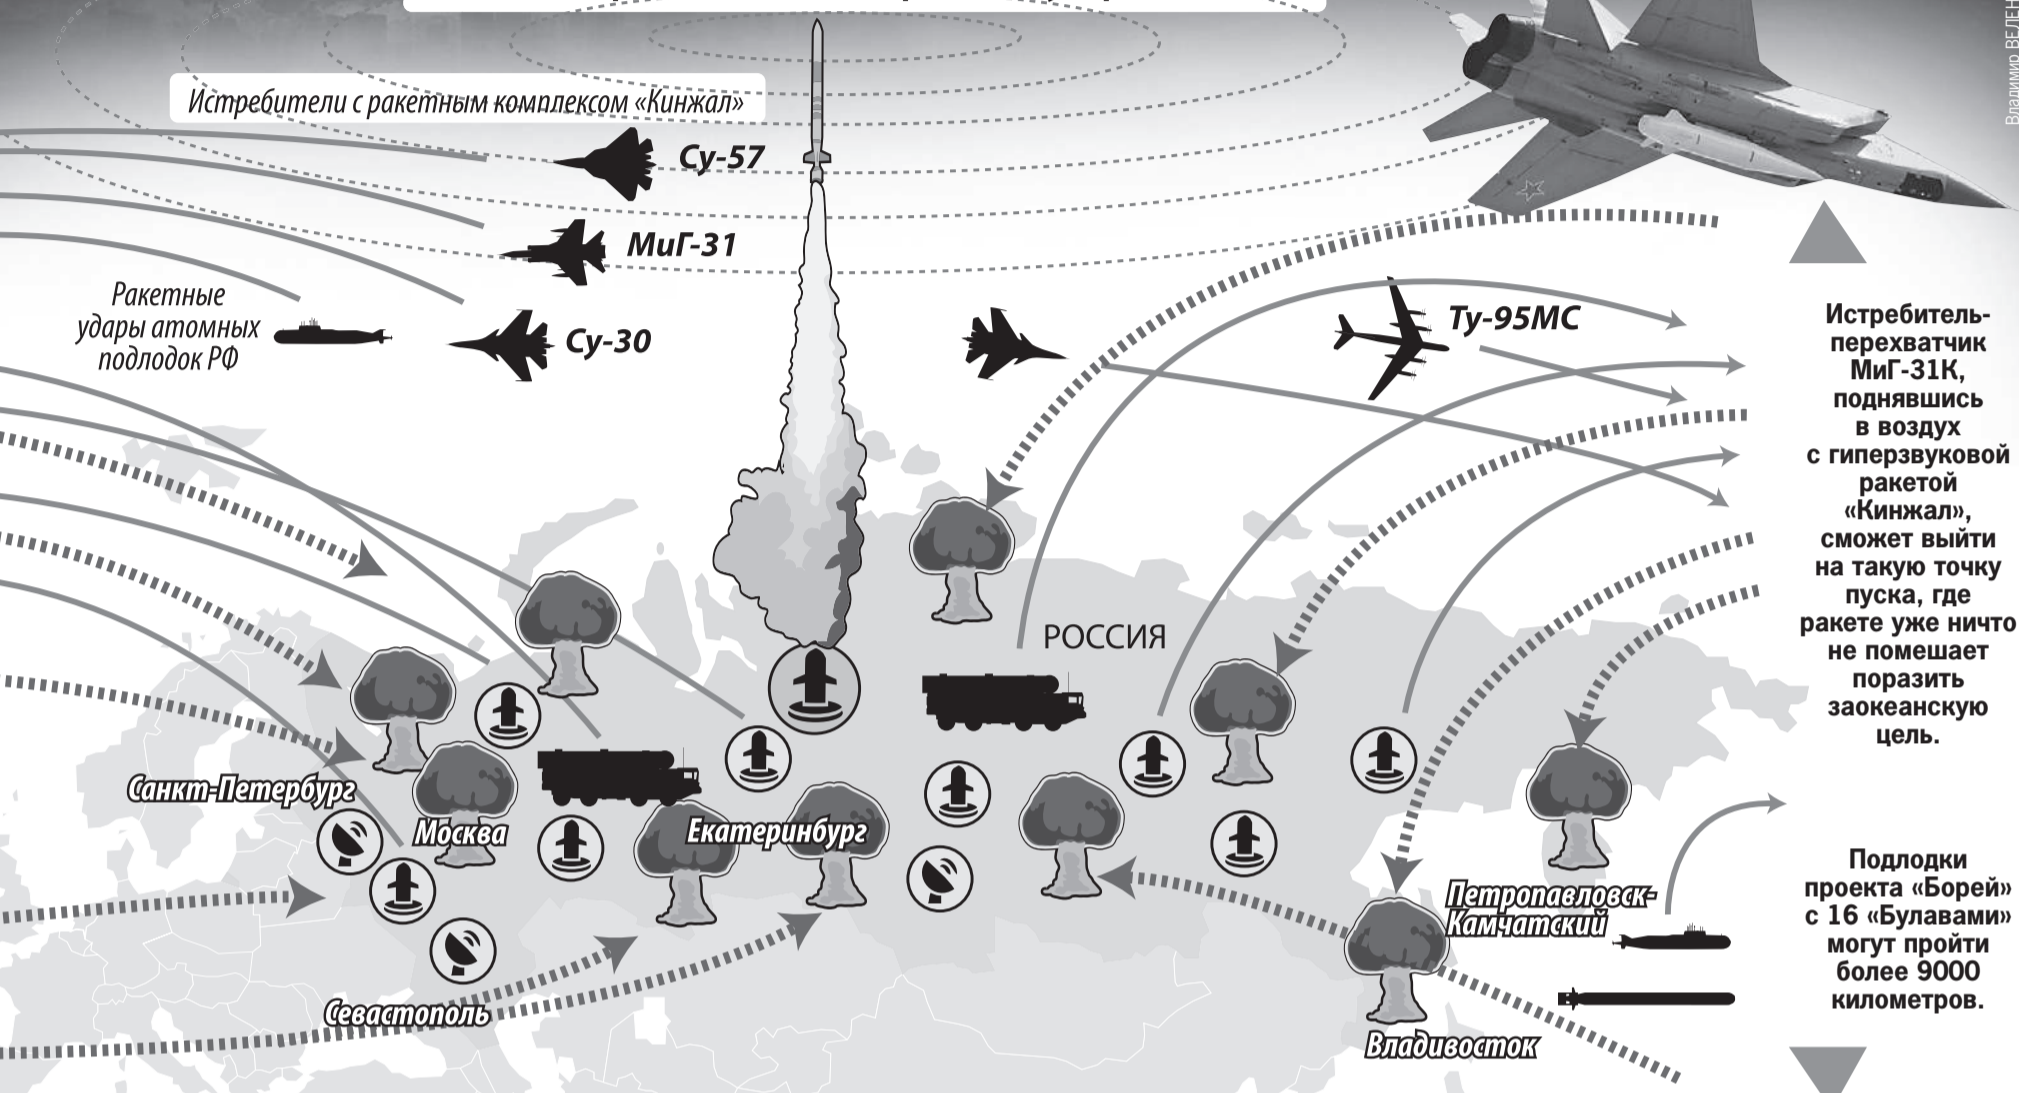 Владимир ВЕЛЕН
Истребители с ракетным комплексом «Кинжал»
Су-57
МиГ-31
Ракетные
удары атомных
подлодок РФ
Су-30
Ту-95МС
Истребитель-
перехватчик
МиГ-31К,
поднявшись
в воздух
с гиперзвуковой
ракетой
«Кинжал»,
сможет выйти
на такую точку
пуска, где
ракете уже ничто
не помешает
поразить
заокеанскую
цель.
РОССИЯ
Санкт-Петербург
Москва
Екатеринбург
Петропавловск-
Камчатский
Севастополь
Владивосток
Подлодки
проекта «Борей»
с 16 «Булавами»
могут пройти
более 9000
километров.